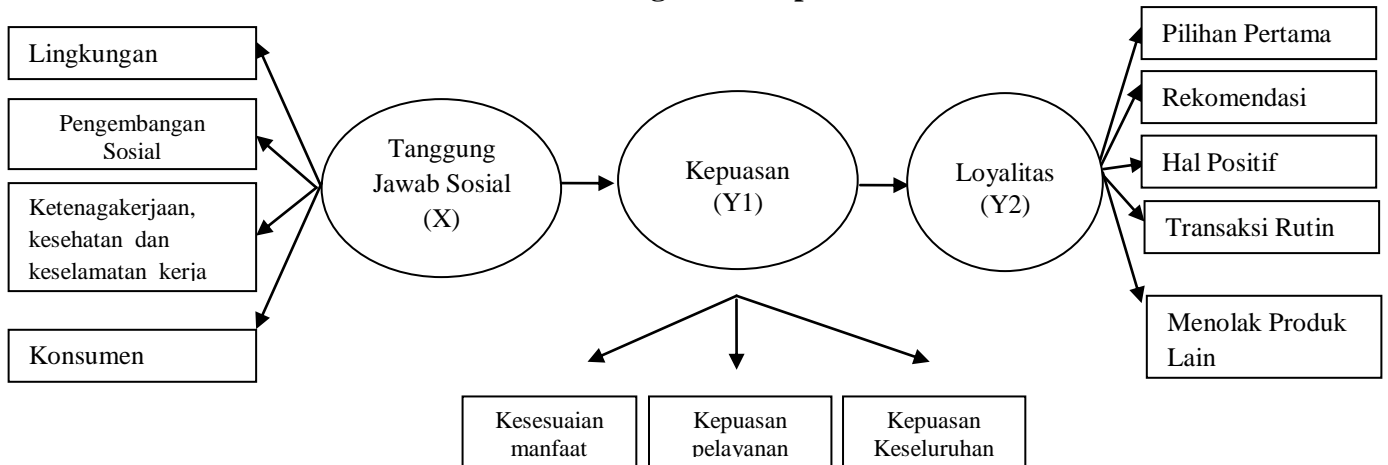 Lingkungan
Pengembangan
Sosial
Ketenagakerjaan,
kesehatan dan
keselamatan kerja
Konsumen
Tanggung
Jawab Sosial
(X)
Kepuasan
(Y1)
Loyalitas
(Y2)
Pilihan Pertama
Rekomendasi
Hal Positif
Transaksi Rutin
Menolak Produk
Lain
Kesesuaian
manfaat
Kepuasan
pelayanan
Kepuasan
Keseluruhan